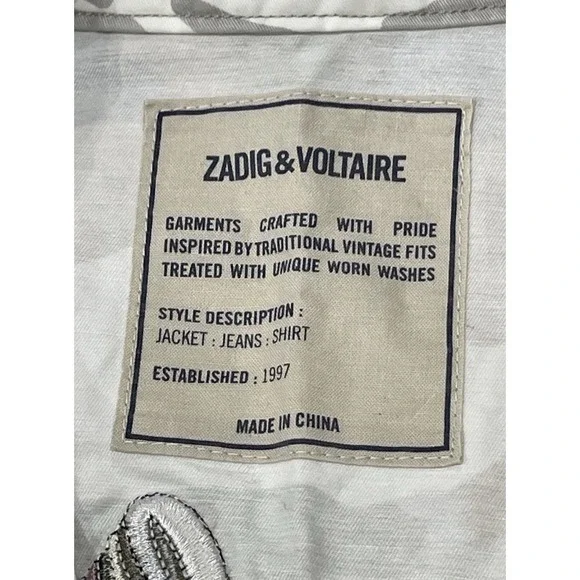 ZADIG&VOLTAIRE
GARMENTS CRAFTED WITH PRIDE
INSPIRED BY TRADITIONAL VINTAGE FITS
TREATED WITH UNIQUE WORN WASHES
STYLE DESCRIPTION :
JACKET : JEANS : SHIRT
ESTABLISHED : 1997
MADE IN CHINA